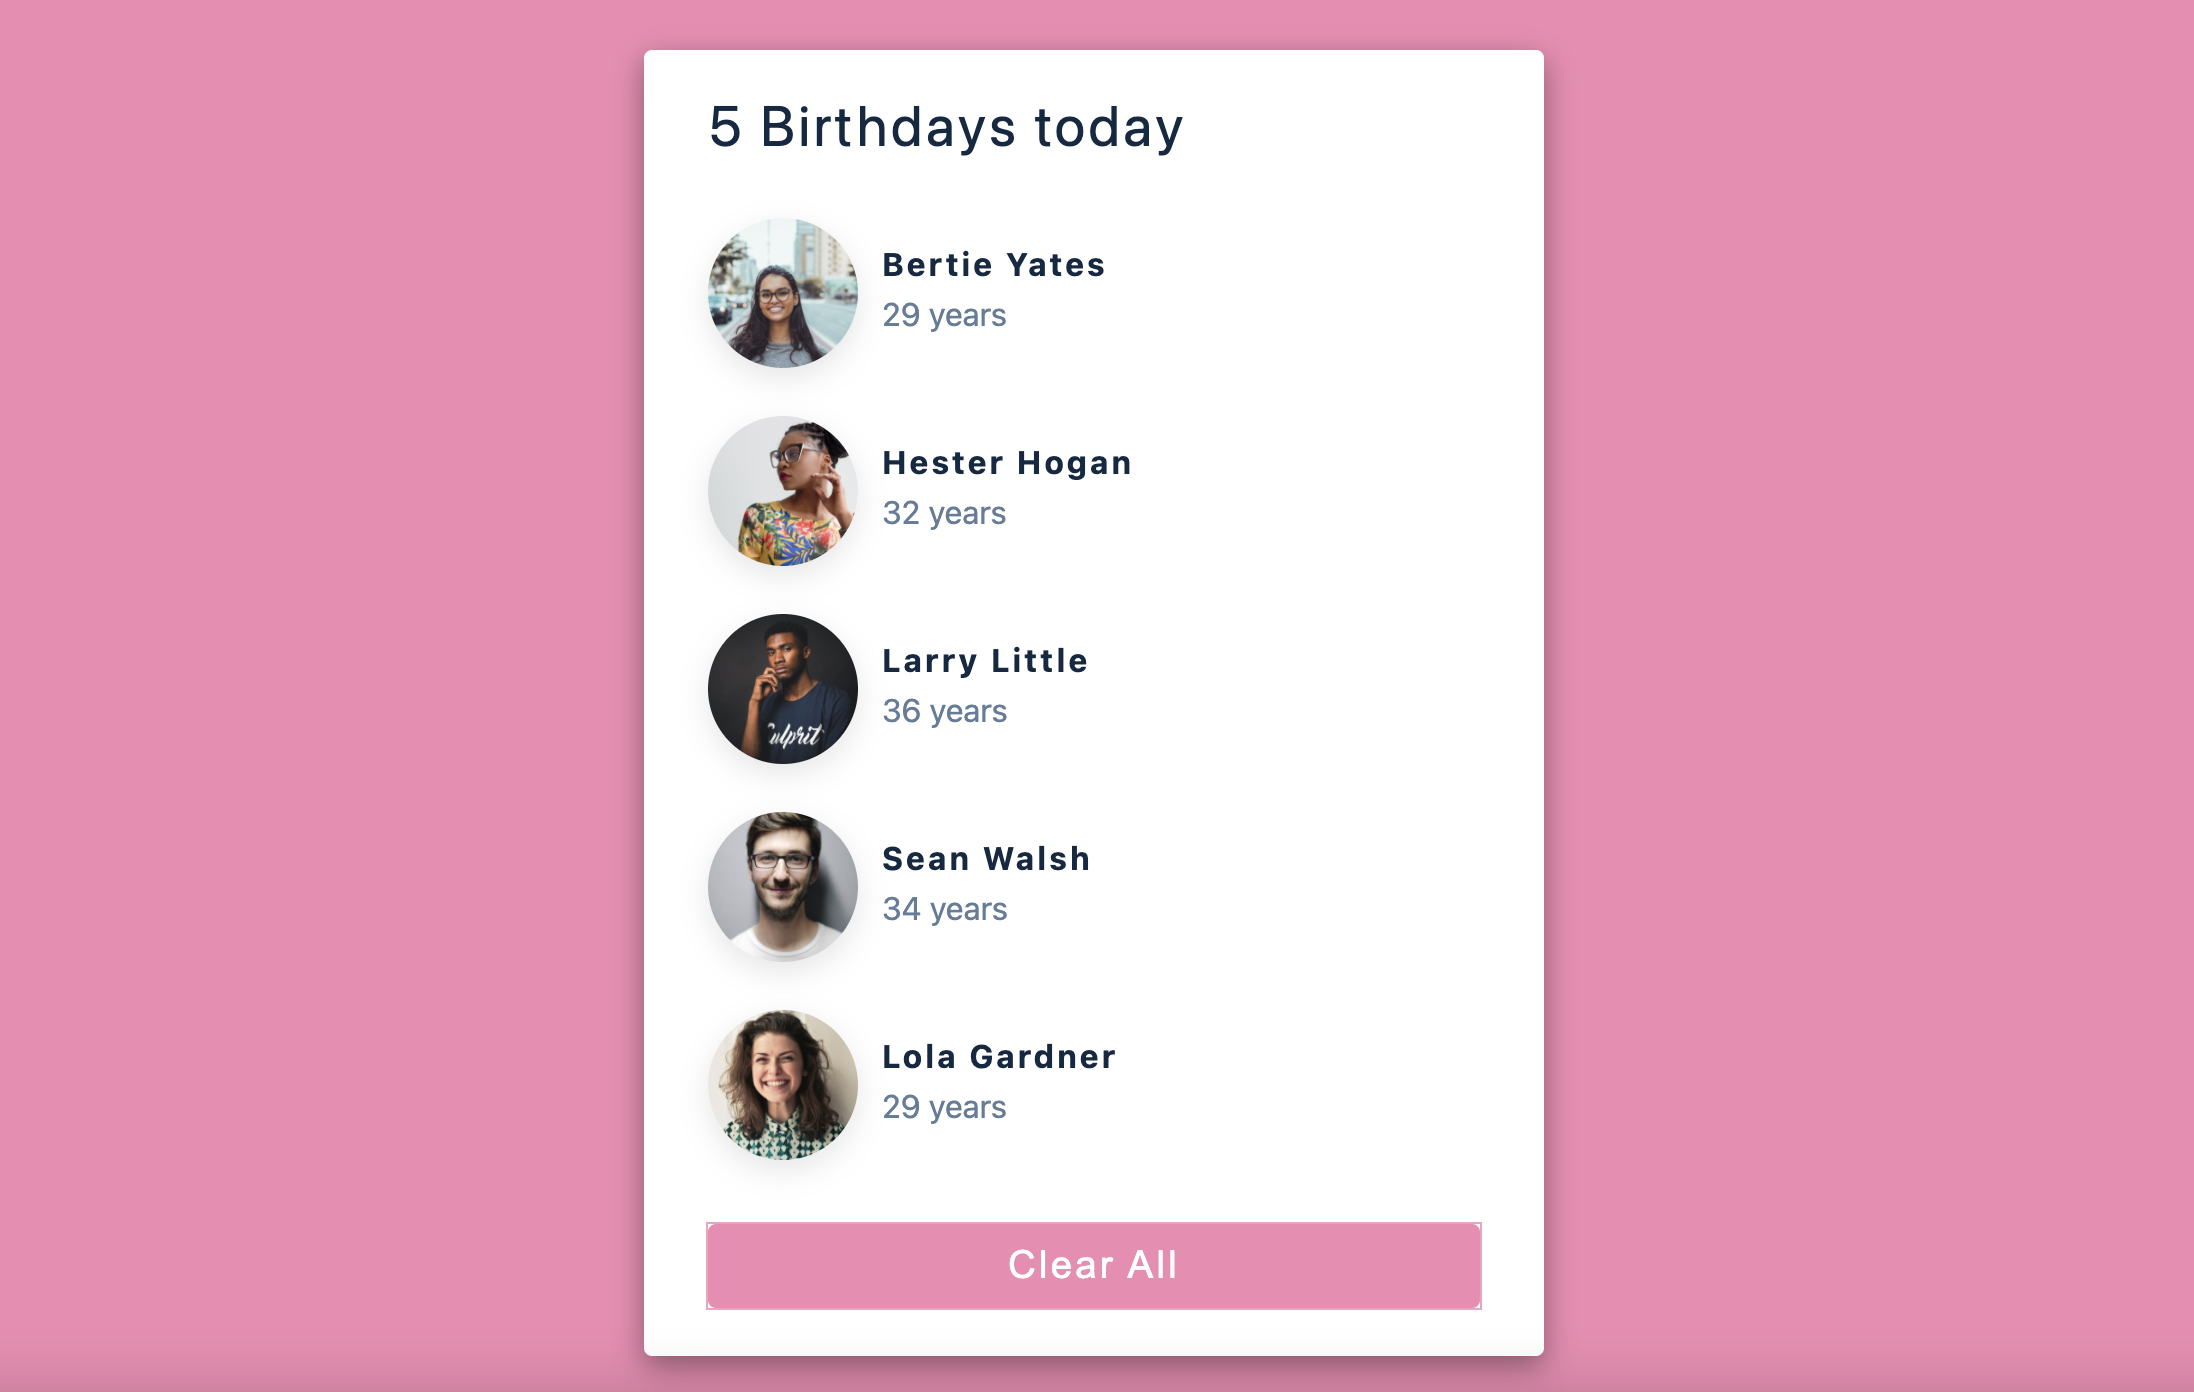 5 Birthdays today
Bertie Yates
29 years
Hester Hogan
32 years
Larry Little
36 years
Culprit
Sean Walsh
34 years
Lola Gardner
29 years
Clear All